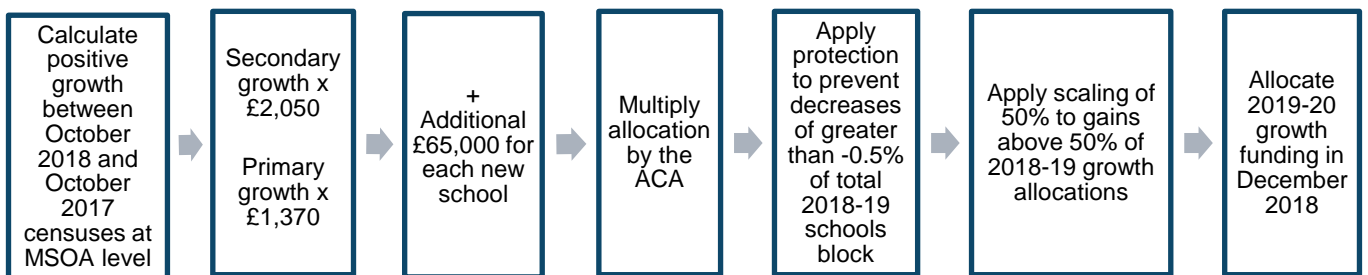 Calculate
positive
growth
between
October
2018 and
October
2017
censuses at
MSOA level
Secondary
growth x
£2,050
Primary
growth x
£1,370
+
Additional
£65,000 for
each new
school
Multiply
allocation
by the
ACA
Apply
protection
to prevent
decreases
of greater
than -0.5%
of total
2018-19
schools
block
Apply scaling of
50% to gains
above 50% of
2018-19 growth
allocations
Allocate
2019-20
growth
funding in
December
2018